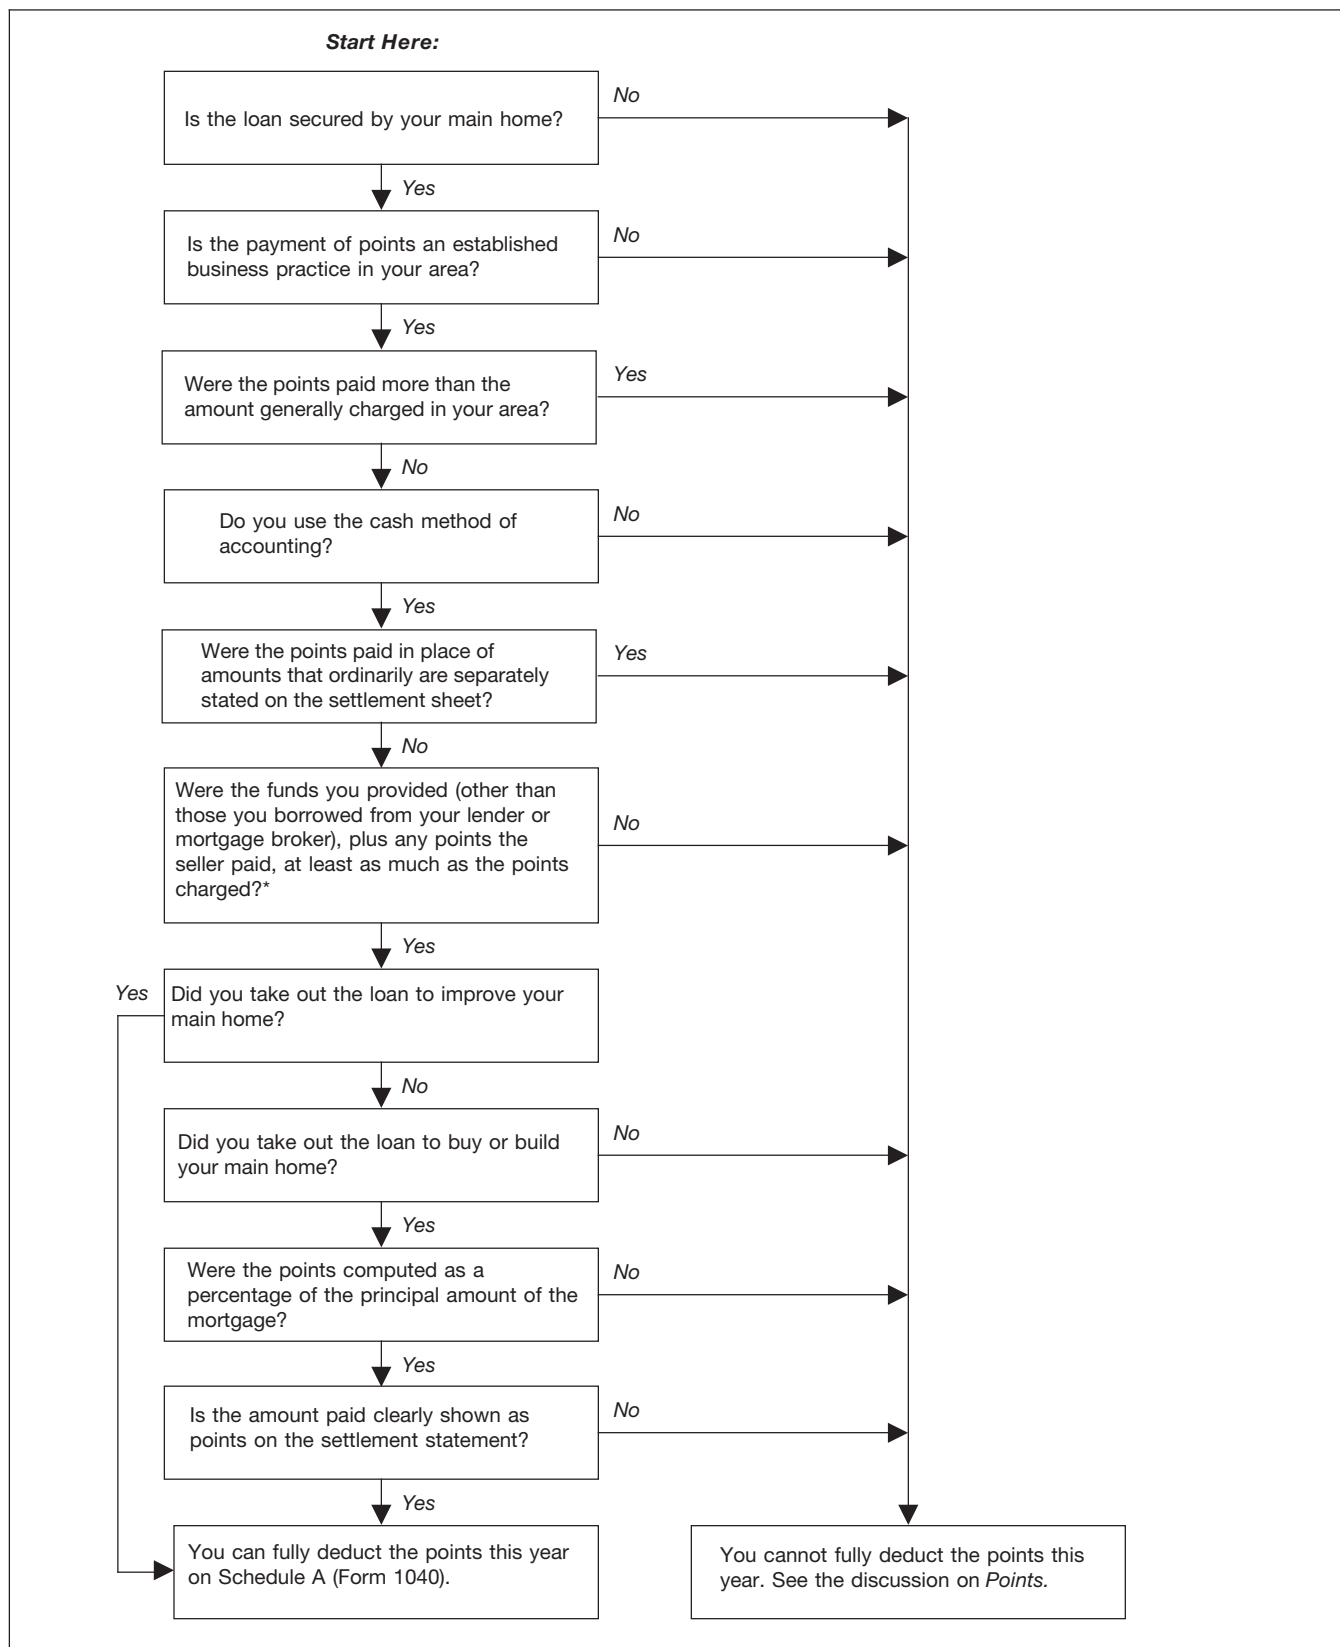 Start Here:
Is the loan secured by your main home?
No
Yes
Is the payment of points an established
business practice in your area?
No
Yes
Were the points paid more than the
amount generally charged in your area?
Yes
No
Do you use the cash method of
accounting?
No
Yes
Were the points paid in place of
amounts that ordinarily are separately
stated on the settlement sheet?
Yes
No
Were the funds you provided (other than
those you borrowed from your lender or
mortgage broker), plus any points the
seller paid, at least as much as the points
charged?*
No
Yes
Yes
Did you take out the loan to improve your
main home?
No
Did you take out the loan to buy or build
your main home?
No
Yes
Were the points computed as a
percentage of the principal amount of the
mortgage?
No
Yes
Is the amount paid clearly shown as
points on the settlement statement?
No
Yes
You can fully deduct the points this year
on Schedule A (Form 1040).
You cannot fully deduct the points this
year. See the discussion on Points.